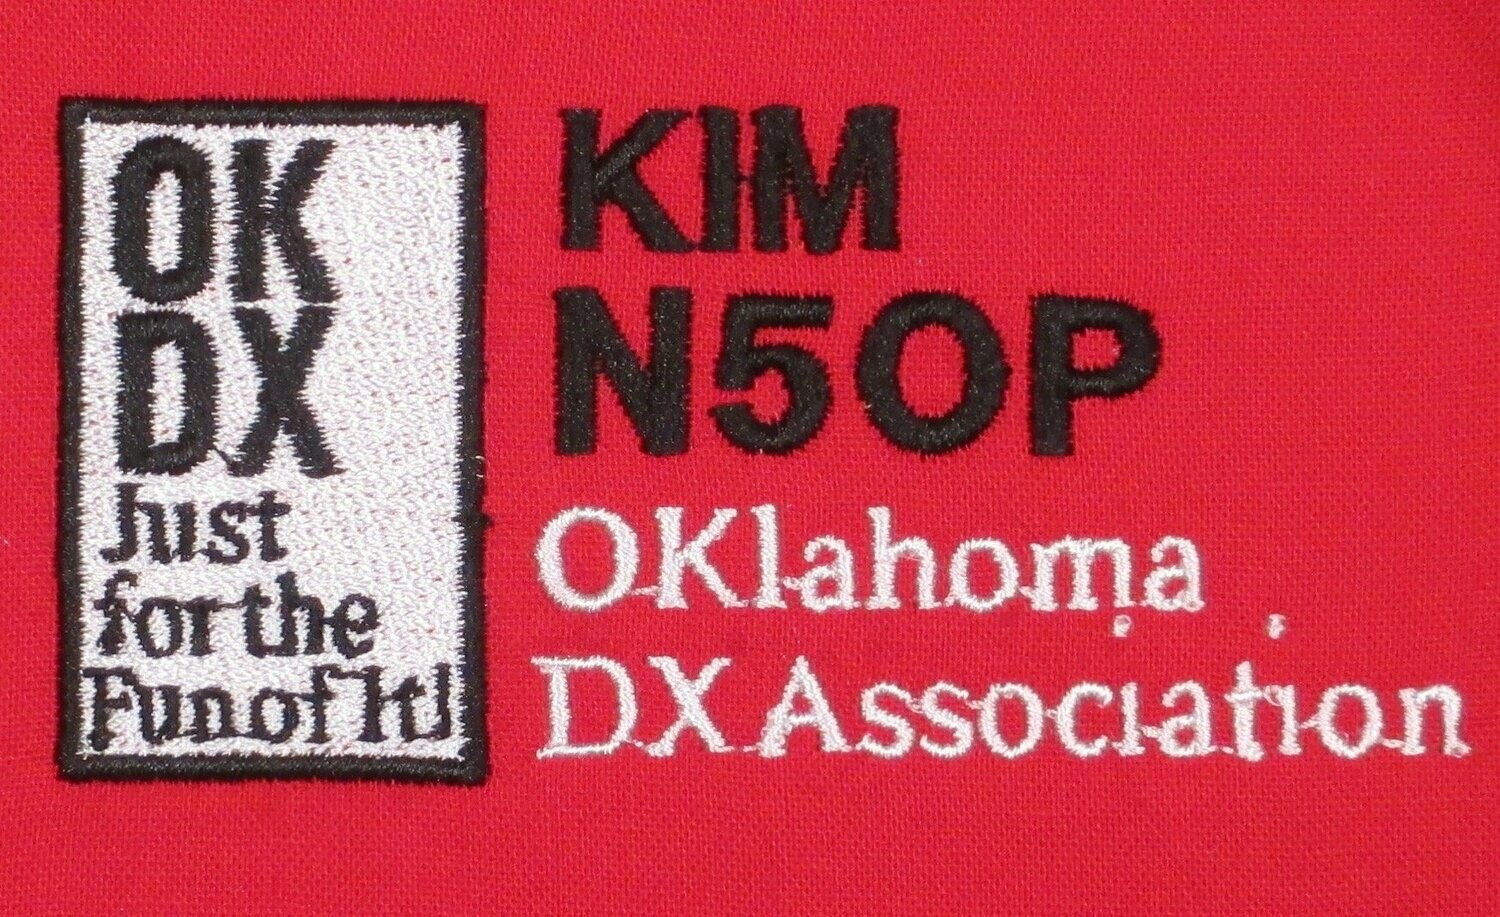 OK
DX
Just
for the
Fun of It!
KIM
N5OP
OKlahoma
DX Association